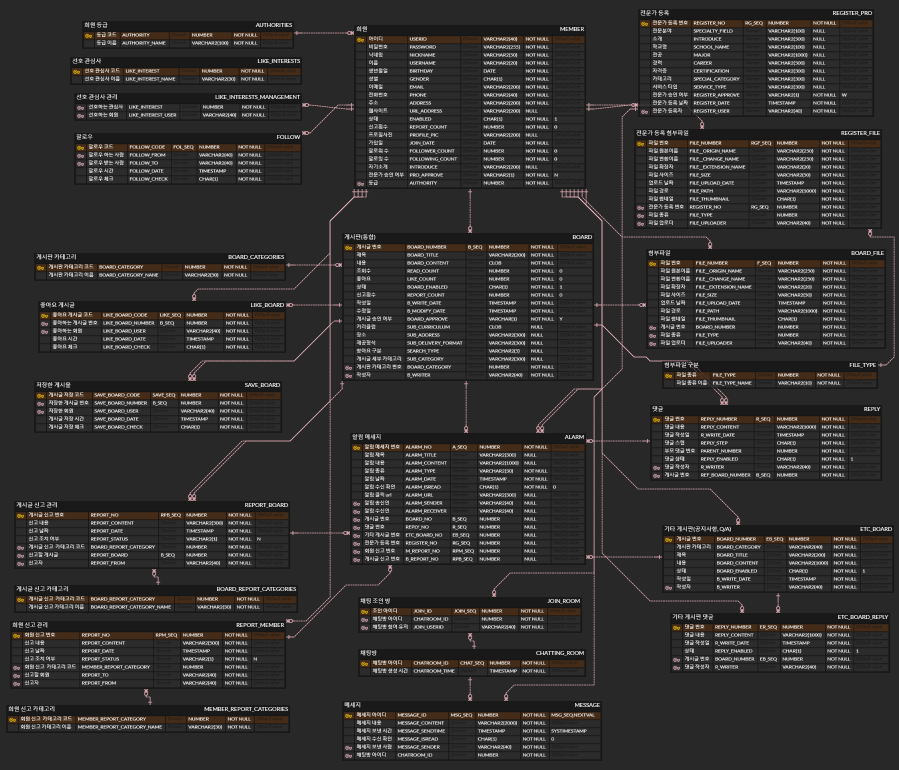 회원 등급 AUTHORITIES
등급 코드 AUTHORITY NUMBER NOT NULL
등급 이름 AUTHORITY_NAME VARCHAR2(100) NOT NULL
선호 관심사 LIKE_INTERESTS
선호 관심사 코드 LIKE_INTEREST NUMBER NOT NULL
선호 관심사 이름 LIKE_INTEREST_NAME VARCHAR2(30) NOT NULL
선호 관심사 관리 LIKE_INTERESTS_MANAGEMENT
선호하는 관심사 LIKE_INTEREST NUMBER NOT NULL
선호하는 회원 LIKE_USER VARCHAR2(40) NOT NULL
팔로우 FOLLOW
팔로우 코드 FOLLOW_CODE FOL_SEQ NUMBER NOT NULL
팔로우 하는 사람 FOLLOW_FROM VARCHAR2(40) NOT NULL
팔로우 받는 사람 FOLLOW_TO VARCHAR2(40) NOT NULL
팔로우 시간 FOLLOW_DATE TIMESTAMP NOT NULL
팔로우 체크 FOLLOW_CHECK CHAR(1) NOT NULL
회원 MEMBER
아이디 USERID VARCHAR2(40) NOT NULL
비밀번호 PASSWORD VARCHAR2(255) NOT NULL
닉네임 NICKNAME VARCHAR2(50) NOT NULL
이름 USERNAME VARCHAR2(20) NOT NULL
생년월일 BIRTHDAY DATE NOT NULL
성별 GENDER CHAR(1) NOT NULL
이메일 EMAIL VARCHAR2(200) NOT NULL
전화번호 PHONE VARCHAR2(40) NOT NULL
주소 ADDRESS VARCHAR2(200) NOT NULL
웹사이트 URL_ADDRESS VARCHAR2(200) NULL
상태 ENABLED CHAR(1) NOT NULL 1
신고횟수 REPORT_COUNT NUMBER NOT NULL 0
프로필사진 PROFILE_PIC VARCHAR2(200) NULL
가입일 JOIN_DATE DATE NOT NULL
팔로워 수 FOLLOWER_COUNT NUMBER NOT NULL 0
팔로잉 수 FOLLOWING_COUNT NUMBER NOT NULL 0
자기소개 INTRODUCE VARCHAR2(200) NULL
전문가 승인 여부 PRO_APPROVE VARCHAR2(1) NOT NULL N
등급 AUTHORITY NUMBER NOT NULL
전문가 등록 REGISTER_PRO
전문가 등록 번호 REGISTER_NO RG_SEQ NUMBER NOT NULL
전문분야 SPECIALTY_FIELD VARCHAR2(100) NULL
소개 INTRODUCE VARCHAR2(300) NULL
학교명 SCHOOL_NAME VARCHAR2(100) NULL
전공 MAJOR VARCHAR2(50) NULL
경력 CAREER VARCHAR2(300) NULL
자격증 CERTIFICATION VARCHAR2(300) NULL
카테고리 SPECIAL_CATEGORY VARCHAR2(300) NULL
서비스타입 SERVICE_TYPE VARCHAR2(300) NULL
전문가 승인 여부 REGISTER_APPROVE VARCHAR2(1) NOT NULL W
전문가 등록 날짜 REGISTER_DATE TIMESTAMP NOT NULL
전문가 등록자 REGISTER_USER VARCHAR2(40) NOT NULL
전문가 등록 첨부파일 REGISTER_FILE
파일 번호 FILE_NUMBER RGF_SEQ NUMBER NOT NULL
파일 원본이름 FILE_ORIGIN_NAME VARCHAR2(250) NOT NULL
파일 변경이름 FILE_CHANGE_NAME VARCHAR2(250) NOT NULL
파일 확장자 FILE_EXTENSION_NAME VARCHAR2(20) NOT NULL
파일 사이즈 FILE_SIZE VARCHAR2(50) NOT NULL
업로드 날짜 FILE_UPLOAD_DATE TIMESTAMP NOT NULL
파일 경로 FILE_PATH VARCHAR2(1000) NOT NULL
파일 썸네일 FILE_THUMBNAIL CHAR(1) NOT NULL
전문가 등록 번호 REGISTER_NO RG_SEQ NUMBER NOT NULL
파일 종류 FILE_TYPE NUMBER NOT NULL
파일 업로더 FILE_UPLOADER VARCHAR2(40) NOT NULL
게시판 카테고리 BOARD_CATEGORIES
게시판 카테고리 코드 BOARD_CATEGORY NUMBER NOT NULL
게시판 카테고리 이름 BOARD_CATEGORY_NAME VARCHAR2(50) NOT NULL
좋아요 게시글 LIKE_BOARD
좋아요 게시글 코드 LIKE_BOARD_CODE LIKE_SEQ NUMBER NOT NULL
좋아하는 게시글 번호 LIKE_BOARD_NUMBER B_SEQ NUMBER NOT NULL
좋아하는 회원 LIKE_BOARD_USER VARCHAR2(40) NOT NULL
좋아요 시간 LIKE_BOARD_DATE TIMESTAMP NOT NULL
좋아요 체크 LIKE_BOARD_CHECK CHAR(1) NOT NULL
저장한 게시물 SAVE_BOARD
게시글 저장 코드 SAVE_BOARD_CODE SAVE_SEQ NUMBER NOT NULL
저장한 게시글 번호 SAVE_BOARD_NUMBER B_SEQ NUMBER NOT NULL
저장한 회원 SAVE_BOARD_USER VARCHAR2(40) NOT NULL
게시글 저장 시간 SAVE_BOARD_DATE TIMESTAMP NOT NULL
게시글 저장 체크 SAVE_BOARD_CHECK CHAR(1) NOT NULL
게시판(통합) BOARD
게시글 번호 BOARD_NUMBER B_SEQ NUMBER NOT NULL
제목 BOARD_TITLE VARCHAR2(200) NOT NULL
내용 BOARD_CONTENT CLOB NOT NULL
조회수 READ_COUNT NUMBER NOT NULL 0
좋아요 LIKE_COUNT NUMBER NOT NULL 0
상태 BOARD_ENABLED CHAR(1) NOT NULL 1
신고횟수 REPORT_COUNT NUMBER NOT NULL 0
작성일 B_WRITE_DATE TIMESTAMP NOT NULL
수정일 B_MODIFY_DATE TIMESTAMP NOT NULL
게시글 승인 여부 BOARD_APPROVE VARCHAR2(1) NOT NULL Y
커리큘럼 SUB_CURRICULUM CLOB NULL
장소 SUB_ADDRESS VARCHAR2(300) NULL
제공형식 SUB_DELIVERY_FORMAT VARCHAR2(300) NULL
찾아요 구분 SEARCH_TYPE VARCHAR2(5) NULL
게시글 세부 카테고리 SUB_CATEGORY VARCHAR2(300) NULL
게시판 카테고리 번호 BOARD_CATEGORY NUMBER NOT NULL
작성자 B_WRITER VARCHAR2(40) NOT NULL
첨부파일 BOARD_FILE
파일 번호 FILE_NUMBER F_SEQ NUMBER NOT NULL
파일 원본이름 FILE_ORIGIN_NAME VARCHAR2(250) NOT NULL
파일 변경이름 FILE_CHANGE_NAME VARCHAR2(250) NOT NULL
파일 확장자 FILE_EXTENSION_NAME VARCHAR2(20) NOT NULL
파일 사이즈 FILE_SIZE VARCHAR2(50) NOT NULL
업로드 날짜 FILE_UPLOAD_DATE TIMESTAMP NOT NULL
파일 경로 FILE_PATH VARCHAR2(1000) NOT NULL
파일 썸네일 FILE_THUMBNAIL CHAR(1) NOT NULL
게시글 번호 BOARD_NUMBER NUMBER NOT NULL
파일 종류 FILE_TYPE NUMBER NOT NULL
파일 업로더 FILE_UPLOADER VARCHAR2(40) NOT NULL
첨부파일 구분 FILE_TYPE
파일 종류 FILE_TYPE NUMBER NOT NULL
파일 종류 이름 FILE_TYPE_NAME VARCHAR2(10) NOT NULL
댓글 REPLY
댓글 번호 REPLY_NUMBER R_SEQ NUMBER NOT NULL
댓글 내용 REPLY_CONTENT VARCHAR2(1000) NOT NULL
댓글 작성일 R_WRITE_DATE TIMESTAMP NOT NULL
댓글 스텝 REPLY_STEP CHAR(1) NOT NULL
부모 댓글 번호 PARENT_NUMBER NUMBER NOT NULL
댓글 상태 REPLY_ENABLED CHAR(1) NOT NULL 1
댓글 작성자 R_WRITER VARCHAR2(40) NOT NULL
게시글 번호 REF_BOARD_NUMBER B_SEQ NUMBER NOT NULL
알림 메세지 ALARM
알림 메세지 번호 ALARM_NO A_SEQ NUMBER NOT NULL
알림 제목 ALARM_TITLE VARCHAR2(500) NULL
알림 내용 ALARM_CONTENT VARCHAR2(1000) NULL
알림 종류 ALARM_TYPE VARCHAR2(50) NOT NULL
알림 날짜 ALARM_DATE TIMESTAMP NOT NULL
알림 수신 확인 ALARM_ISREAD CHAR(1) NOT NULL 0
알림 클릭 url ALARM_URL VARCHAR2(500) NULL
알림 송신인 ALARM_SENDER VARCHAR2(40) NULL
알림 수신인 ALARM_RECEIVER VARCHAR2(40) NULL
게시글 번호 BOARD_NO B_SEQ NUMBER NULL
댓글 번호 REPLY_NO R_SEQ NUMBER NULL
기타 게시글 번호 ETC_BOARD_NO EB_SEQ NUMBER NULL
전문가 등록 번호 REGISTER_NO RG_SEQ NUMBER NULL
회원 신고 번호 M_REPORT_NO RPM_SEQ NUMBER NULL
게시글 신고 번호 B_REPORT_NO RPB_SEQ NUMBER NULL
게시글 신고 관리 REPORT_BOARD
게시글 신고 번호 REPORT_NO RPB_SEQ NUMBER NOT NULL
신고 내용 REPORT_CONTENT VARCHAR2(300) NOT NULL
신고 날짜 REPORT_DATE TIMESTAMP NOT NULL
신고 조치 여부 REPORT_STATUS VARCHAR2(1) NOT NULL N
게시글 신고 카테고리 코드 BOARD_REPORT_CATEGORY NUMBER NOT NULL
신고할 게시글 REPORT_BOARD B_SEQ NUMBER NOT NULL
신고자 REPORT_FROM VARCHAR2(40) NOT NULL
게시글 신고 카테고리 BOARD_REPORT_CATEGORIES
게시글 신고 카테고리 코드 BOARD_REPORT_CATEGORY NUMBER NOT NULL
게시글 신고 카테고리 이름 BOARD_REPORT_CATEGORY_NAME VARCHAR2(30) NOT NULL
회원 신고 관리 REPORT_MEMBER
회원 신고 번호 REPORT_NO RPM_SEQ NUMBER NOT NULL
신고 내용 REPORT_CONTENT VARCHAR2(300) NOT NULL
신고 날짜 REPORT_DATE TIMESTAMP NOT NULL
신고 조치 여부 REPORT_STATUS VARCHAR2(1) NOT NULL N
회원 신고 카테고리 코드 MEMBER_REPORT_CATEGORY NUMBER NOT NULL
신고할 회원 REPORT_TO VARCHAR2(40) NOT NULL
신고자 REPORT_FROM VARCHAR2(40) NOT NULL
회원 신고 카테고리 MEMBER_REPORT_CATEGORIES
회원 신고 카테고리 코드 MEMBER_REPORT_CATEGORY NUMBER NOT NULL
회원 신고 카테고리 이름 MEMBER_REPORT_CATEGORY_NAME VARCHAR2(30) NOT NULL
채팅 조인 방 JOIN_ROOM
조인 아이디 JOIN_ID JOIN_SEQ NUMBER NOT NULL
채팅방 아이디 CHATROOM_ID NUMBER NOT NULL
채팅방 참여 유저 JOIN_USERID VARCHAR2(40) NOT NULL
채팅방 CHATTING_ROOM
채팅방 아이디 CHATROOM_ID CHAT_SEQ NUMBER NOT NULL
채팅방 생성 시간 CHATROOM_TIME TIMESTAMP NOT NULL
메세지 MESSAGE
메세지 아이디 MESSAGE_ID MSG_SEQ NUMBER NOT NULL MSG_SEQ.NEXTVAL
메세지 내용 MESSAGE_CONTENT VARCHAR2(2000) NOT NULL
메세지 보낸 시간 MESSAGE_SENDTIME TIMESTAMP NOT NULL SYSTIMESTAMP
메세지 수신 확인 MESSAGE_ISREAD CHAR(1) NOT NULL 0
메세지 보낸 사람 MESSAGE_SENDER VARCHAR2(40) NOT NULL
채팅방 아이디 CHATROOM_ID NUMBER NOT NULL
기타 게시판(공지사항, Q/A) ETC_BOARD
게시글 번호 BOARD_NUMBER EB_SEQ NUMBER NOT NULL
게시판 카테고리 BOARD_CATEGORY VARCHAR2(40) NOT NULL
제목 BOARD_TITLE VARCHAR2(200) NOT NULL
내용 BOARD_CONTENT VARCHAR2(1000) NOT NULL
상태 BOARD_ENABLED CHAR(1) NOT NULL 1
작성일 B_WRITE_DATE TIMESTAMP NOT NULL
작성자 B_WRITER VARCHAR2(40) NOT NULL
기타 게시판 댓글 ETC_BOARD_REPLY
댓글 번호 REPLY_NUMBER ER_SEQ NUMBER NOT NULL
댓글 내용 REPLY_CONTENT VARCHAR2(1000) NOT NULL
댓글 작성일 R_WRITE_DATE TIMESTAMP NOT NULL
상태 REPLY_ENABLED CHAR(1) NOT NULL 1
게시글 번호 BOARD_NUMBER EB_SEQ NUMBER NOT NULL
댓글 작성자 R_WRITER VARCHAR2(40) NOT NULL